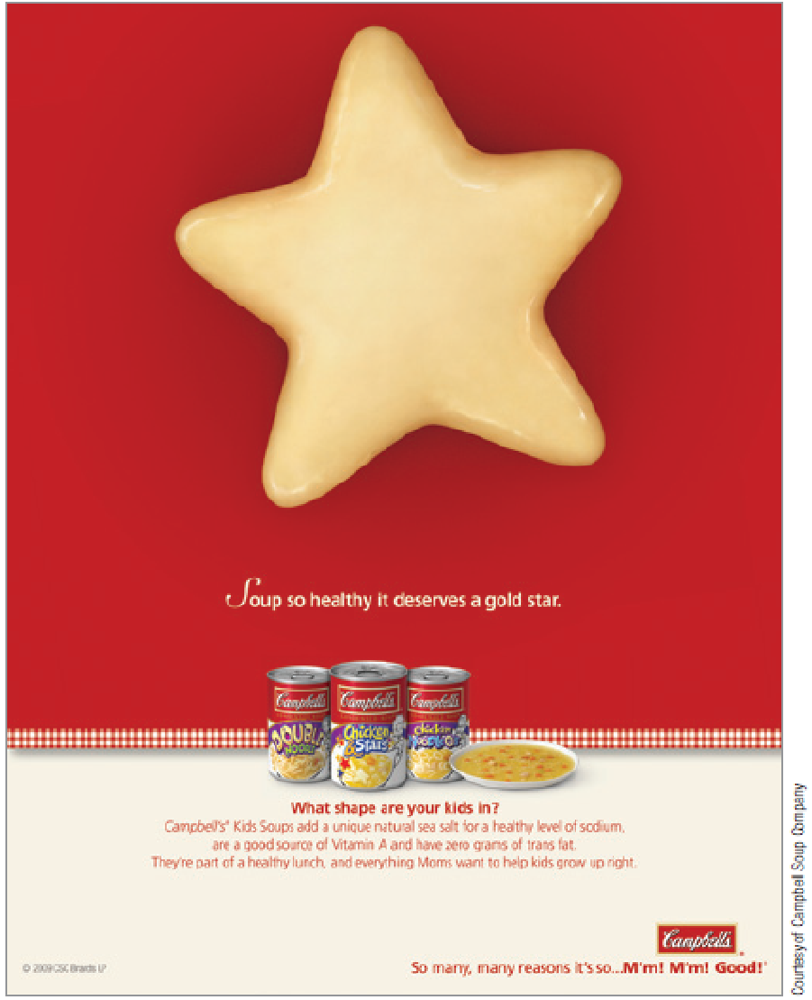 Soup so healthy it deserves a gold star.
Campbell's
Campbell's
Campbell's
DOUBLE
NOODLE
Chicken
& Stars
chicken
What shape are your kids in?
Campbell's® Kids Soups add a unique natural sea salt for a healthy level of sodium,
are a good source of Vitamin A and have zero grams of trans fat.
They're part of a healthy lunch, and everything Moms want to help kids grow up right.
Campbell's
So many, many reasons it's so...M'm! M'm! Good!®
© 2009 CSC Brands LP
Courtesy of Campbell Soup Company